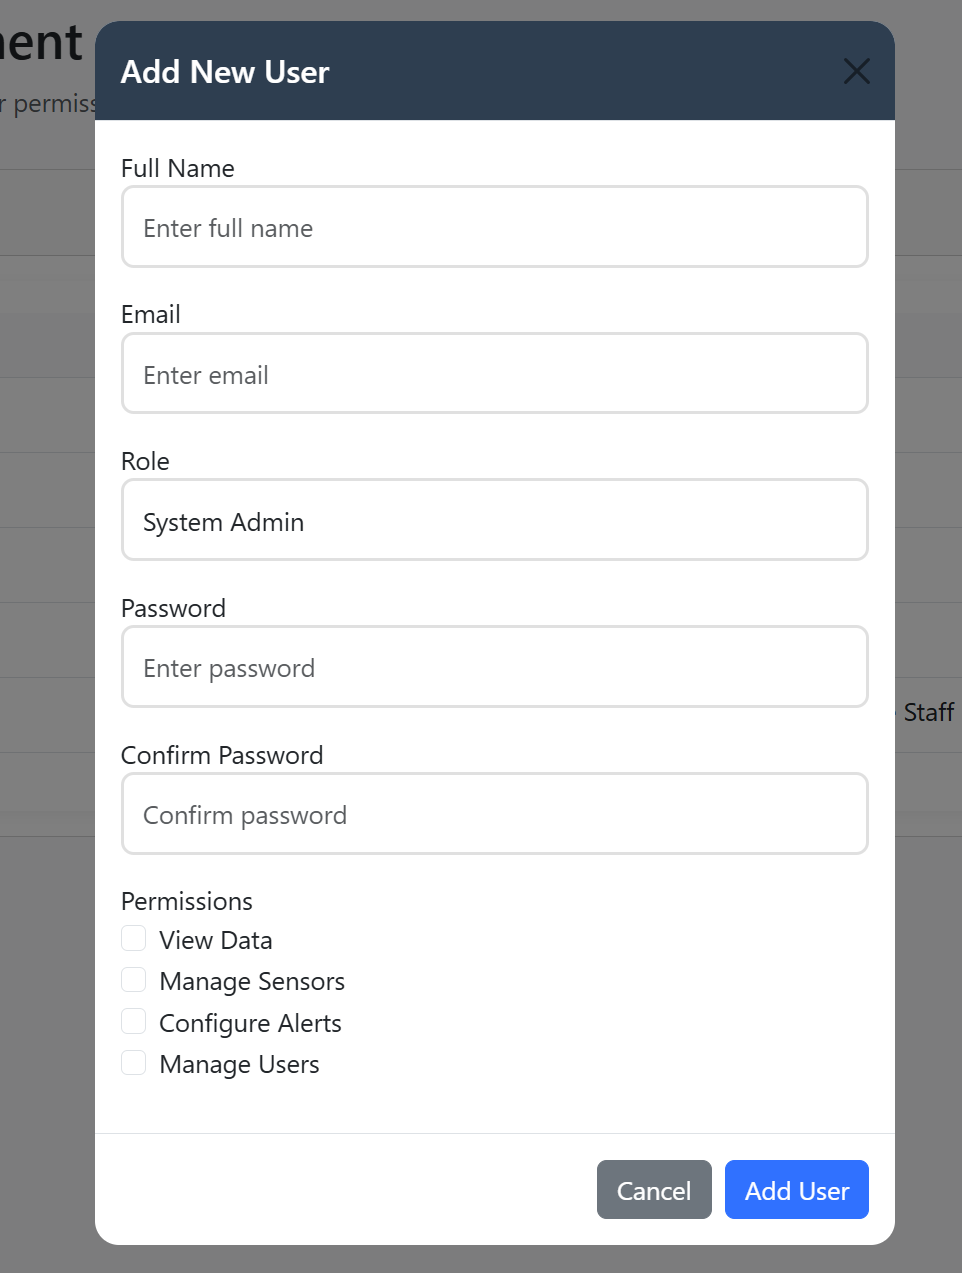 Add New User
permiss
Full Name
Enter full name
Email
Enter email
Role
System Admin
Password
Enter password
Staff
Confirm Password
Confirm password
Permissions
View Data
Manage Sensors
Configure Alerts
Manage Users
Cancel
Add User